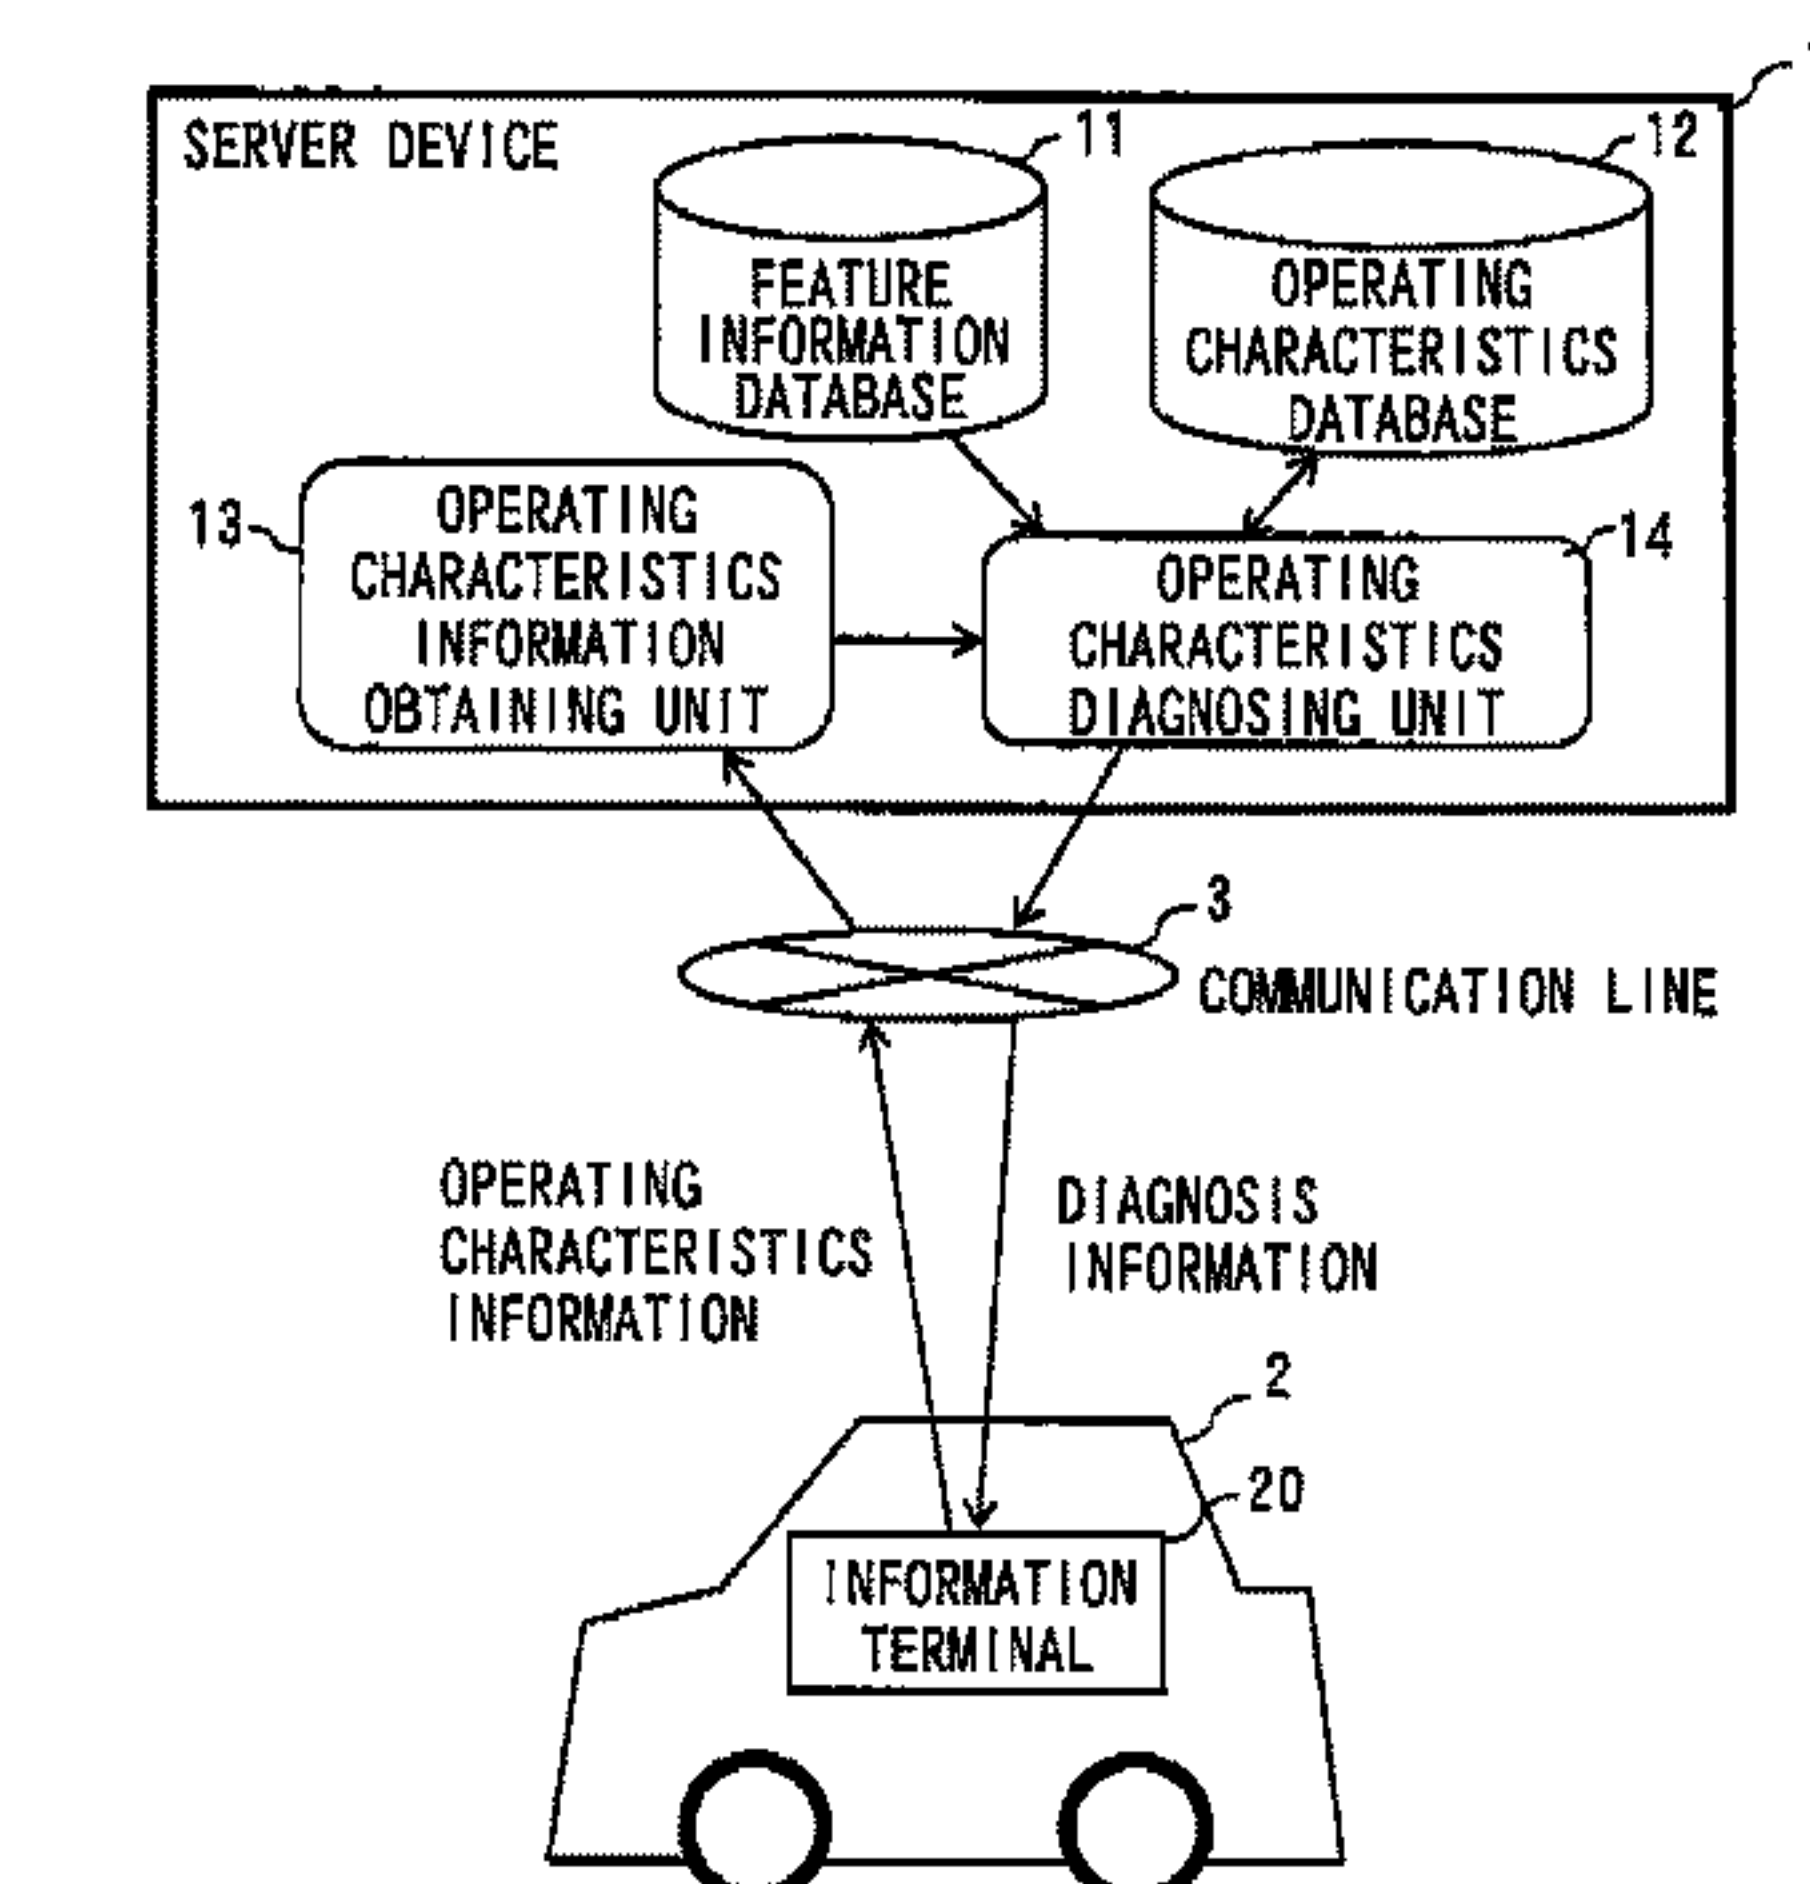 SERVER DEVICE
11
12
FEATURE
INFORMATION
DATABASE
OPERATING
CHARACTERISTICS
DATABASE
13
OPERATING
CHARACTERISTICS
INFORMATION
OBTAINING UNIT
14
OPERATING
CHARACTERISTICS
DIAGNOSING UNIT
3
COMMUNICATION LINE
OPERATING
CHARACTERISTICS
INFORMATION
DIAGNOSIS
INFORMATION
2
20
INFORMATION
TERMINAL